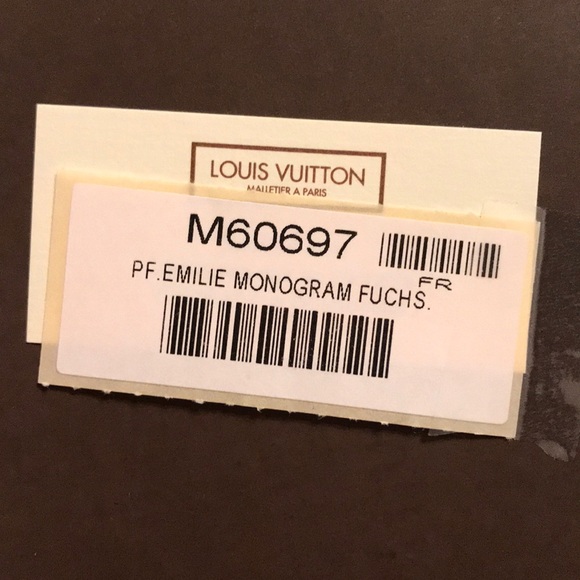 LOUIS VUITTON
MALLETIER A PARIS
M60697
FR
PF.EMILIE MONOGRAM FUCHS.